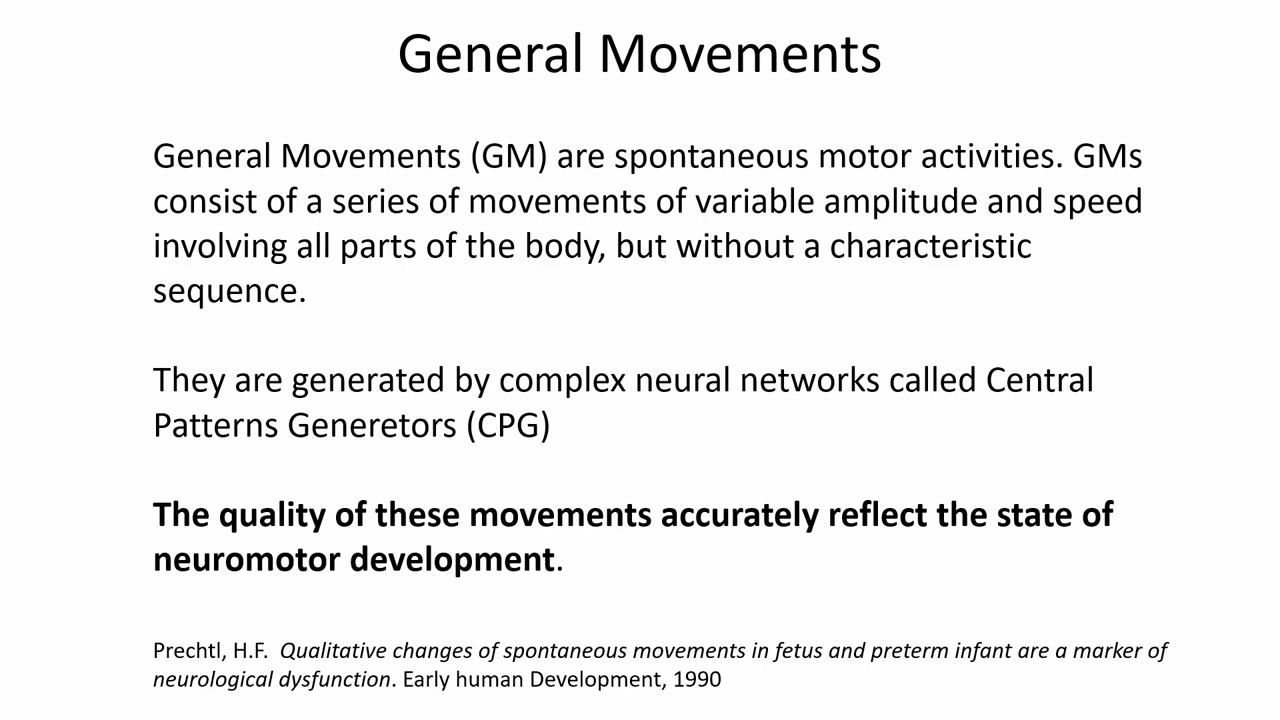 General Movements
General Movements (GM) are spontaneous motor activities. GMs
consist of a series of movements of variable amplitude and speed
involving all parts of the body, but without a characteristic
sequence.
They are generated by complex neural networks called Central
Patterns Generetors (CPG)
The quality of these movements accurately reflect the state of
neuromotor development.
Prechtl, H.F. Qualitative changes of spontaneous movements in fetus and preterm infant are a marker of
neurological dysfunction. Early human Development, 1990